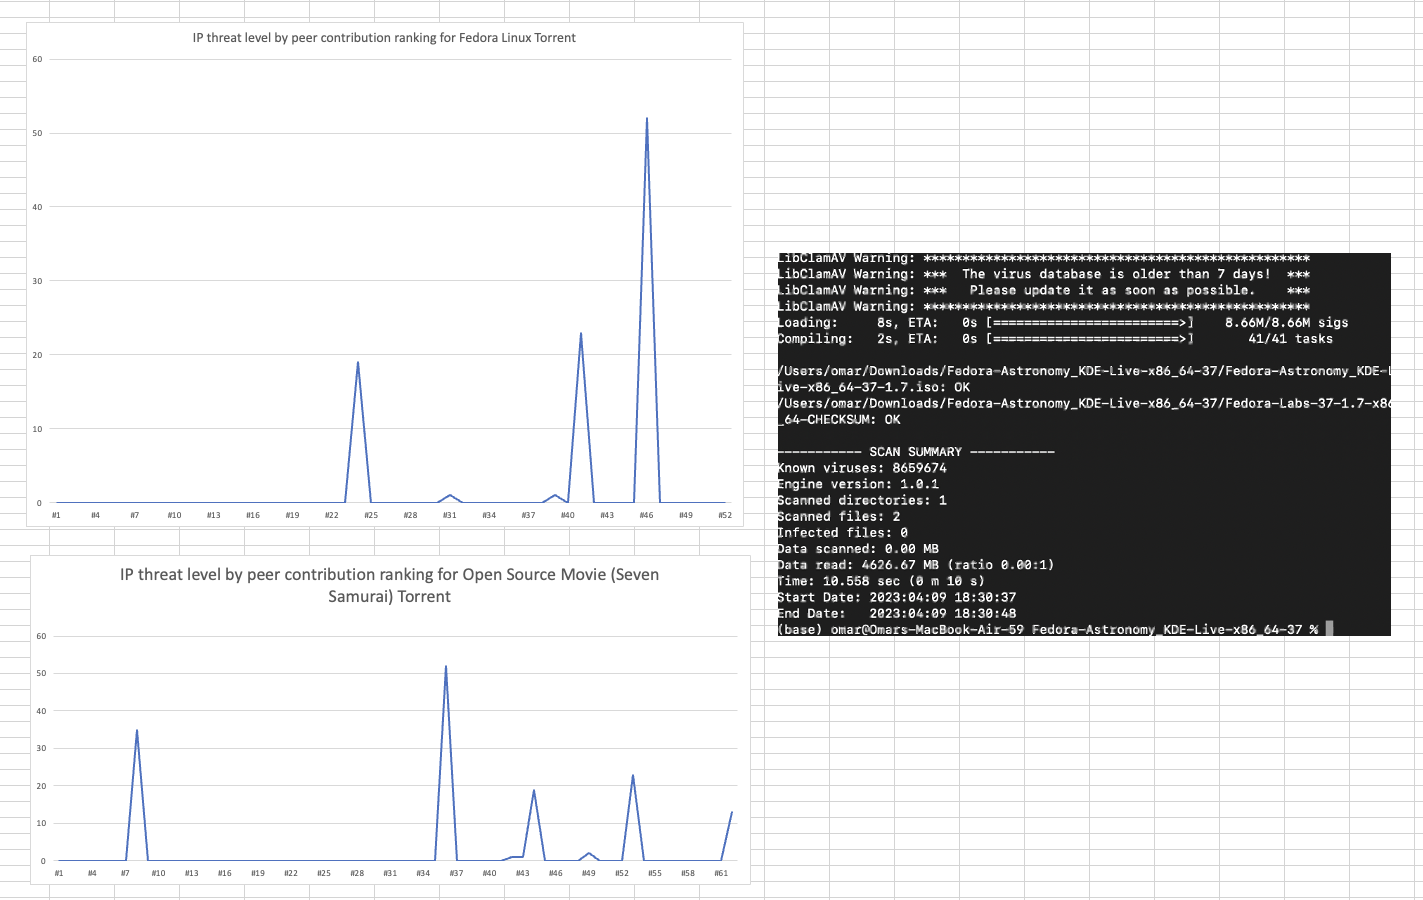 IP threat level by peer contribution ranking for Fedora Linux Torrent
60
50
40
30
20
10
0
#1 #4 #7 #10 #13 #16 #19 #22 #25 #28 #31 #34 #37 #40 #43 #46 #49 #52
IP threat level by peer contribution ranking for Open Source Movie (Seven
Samurai) Torrent
60
50
40
30
20
10
0
#1 #4 #7 #10 #13 #16 #19 #22 #25 #28 #31 #34 #37 #40 #43 #46 #49 #52 #55 #58 #61
LibClamAV Warning: **************************************************
LibClamAV Warning: ***  The virus database is older than 7 days!  ***
LibClamAV Warning: ***   Please update it as soon as possible.    ***
LibClamAV Warning: **************************************************
Loading:     8s, ETA:   0s [========================>]    8.66M/8.66M sigs
Compiling:   2s, ETA:   0s [========================>]       41/41 tasks
/Users/omar/Downloads/Fedora-Astronomy_KDE-Live-x86_64-37/Fedora-Astronomy_KDE-L
ive-x86_64-37-1.7.iso: OK
/Users/omar/Downloads/Fedora-Astronomy_KDE-Live-x86_64-37/Fedora-Labs-37-1.7-x86
_64-CHECKSUM: OK
----------- SCAN SUMMARY -----------
Known viruses: 8659674
Engine version: 1.0.1
Scanned directories: 1
Scanned files: 2
Infected files: 0
Data scanned: 0.00 MB
Data read: 4626.67 MB (ratio 0.00:1)
Time: 10.558 sec (0 m 10 s)
Start Date: 2023:04:09 18:30:37
End Date:   2023:04:09 18:30:48
(base) omar@Omars-MacBook-Air-59 Fedora-Astronomy_KDE-Live-x86_64-37 %